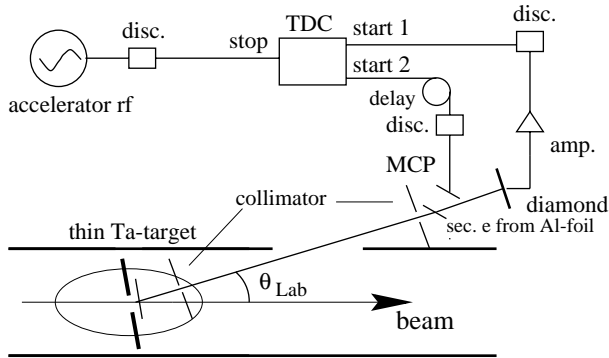 disc.
TDC
start 1
disc.
stop
start 2
accelerator rf
delay
disc.
amp.
MCP
collimator
diamond
thin Ta-target
sec. e from Al-foil
θ Lab
beam